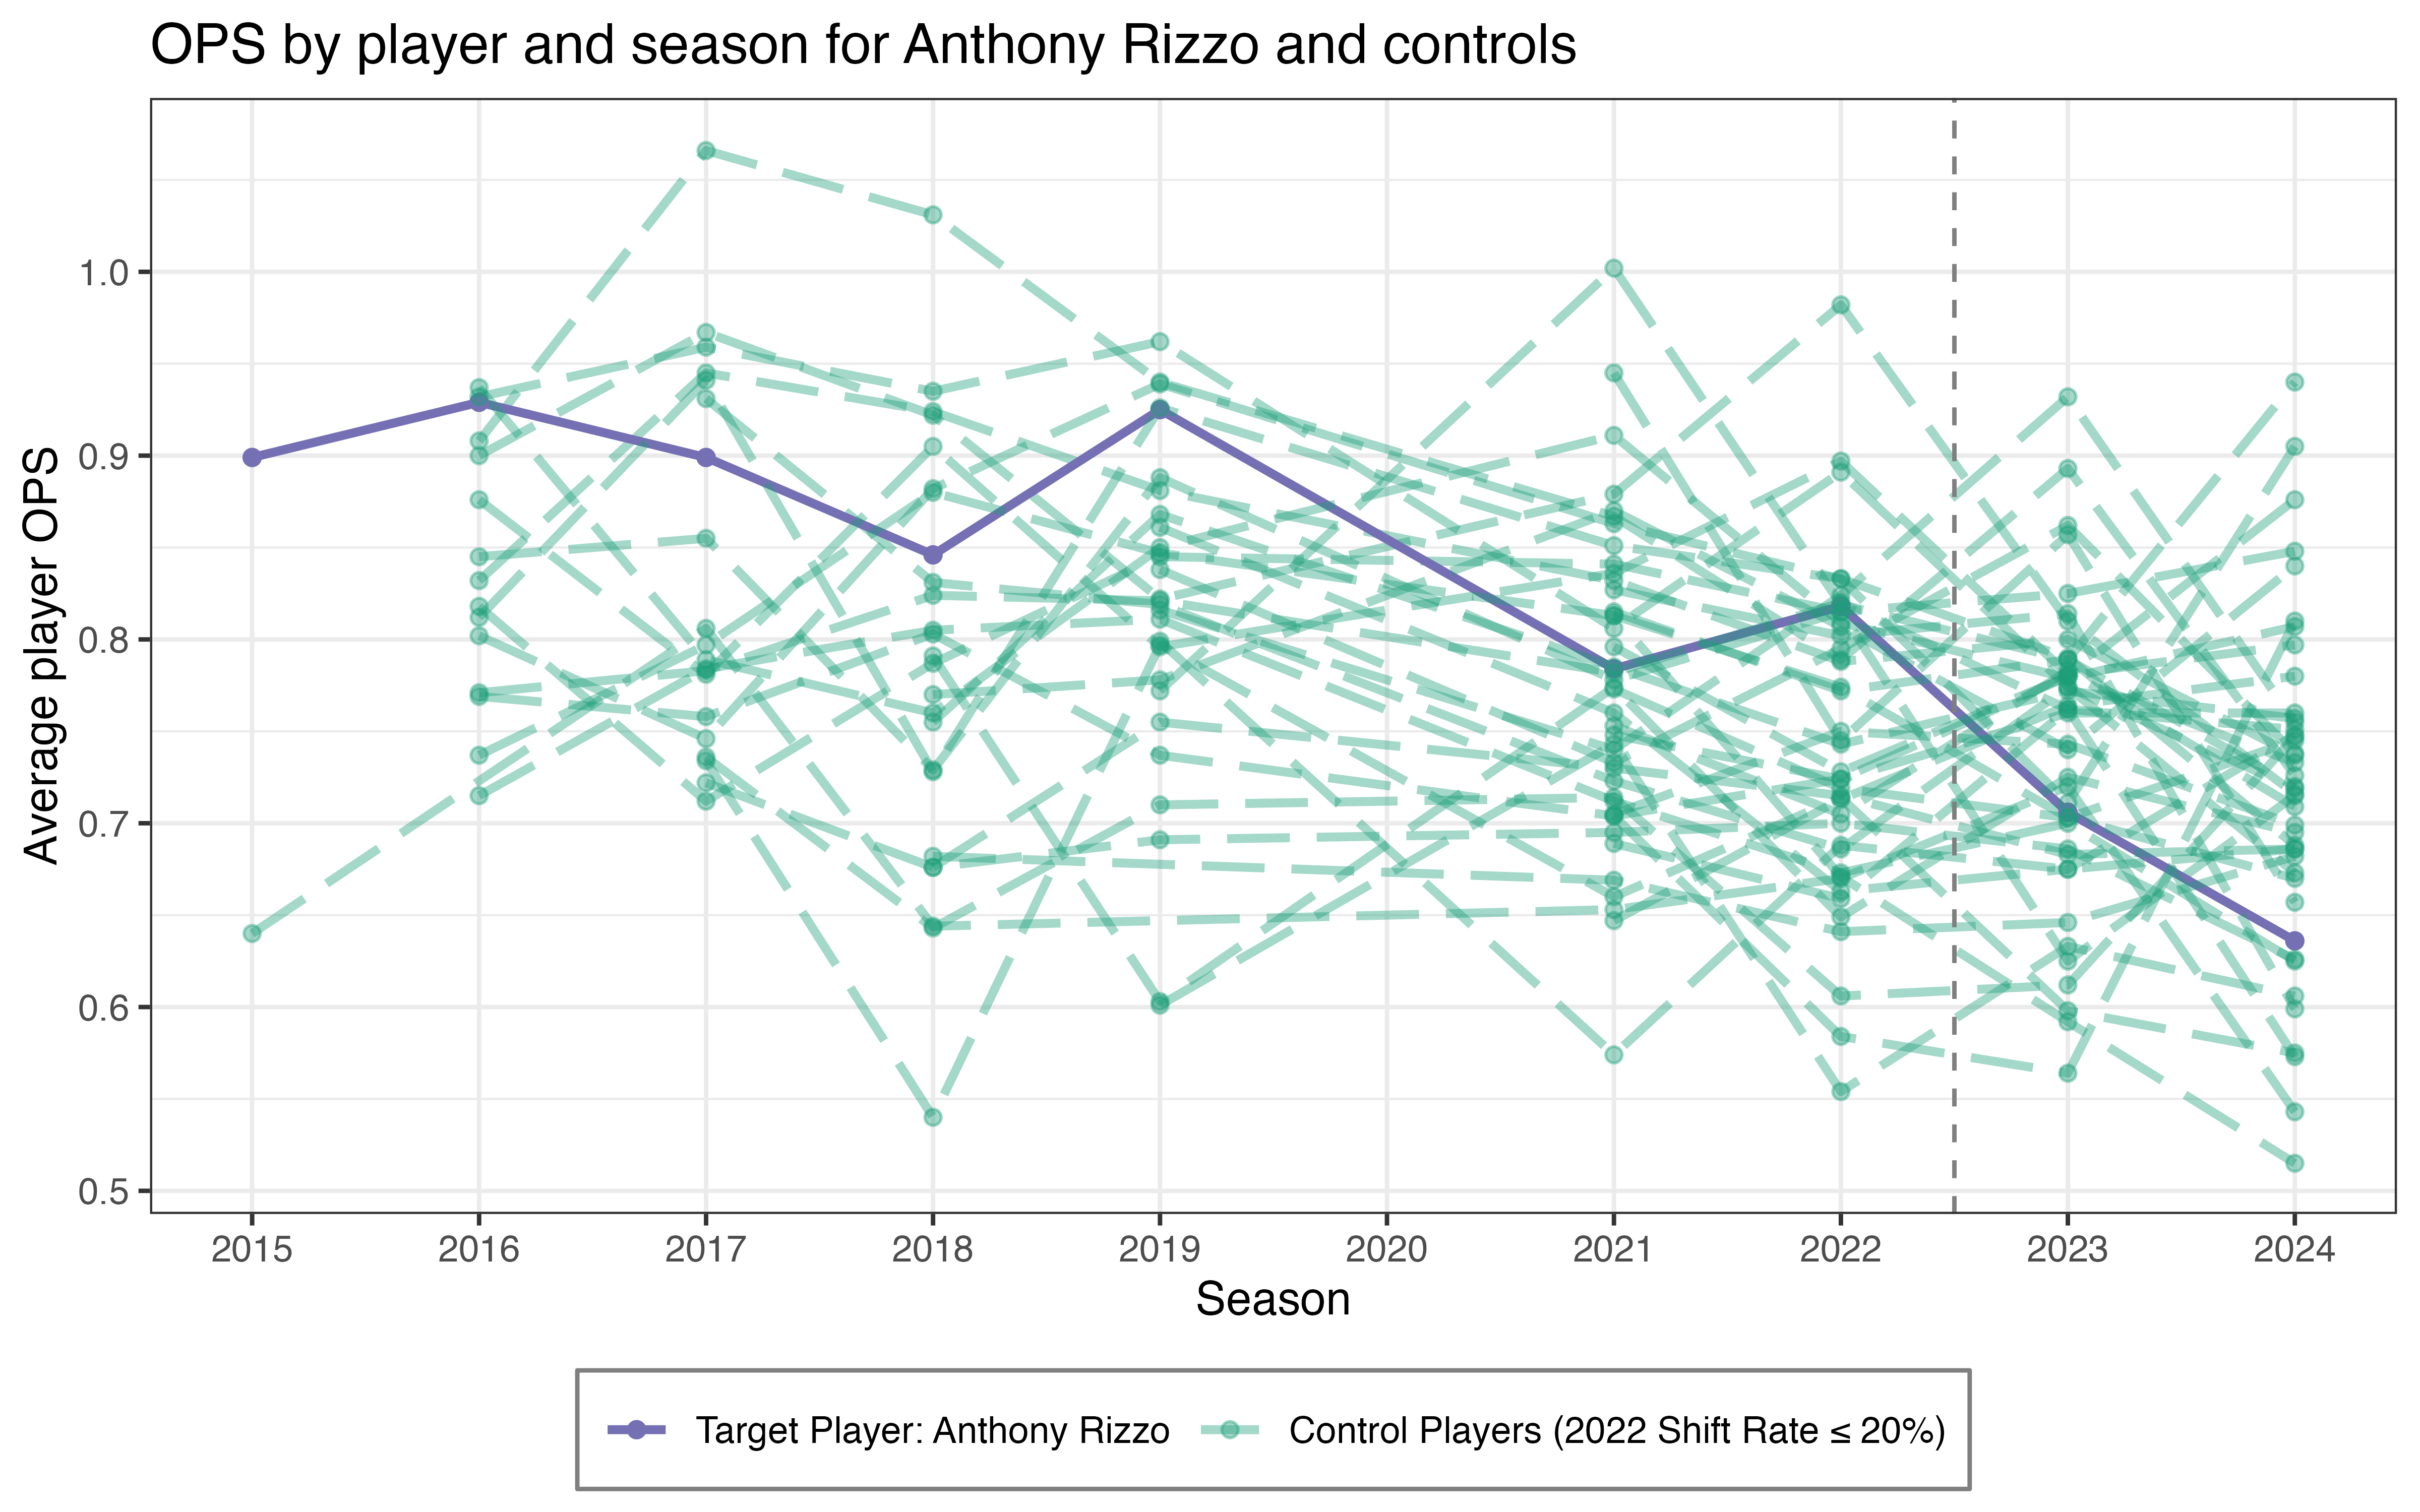 OPS by player and season for Anthony Rizzo and controls
Average player OPS
1.0
0.9
0.8
0.7
0.6
0.5
2015 2016 2017 2018 2019 2020 2021 2022 2023 2024
Season
Target Player: Anthony Rizzo Control Players (2022 Shift Rate ≤ 20%)